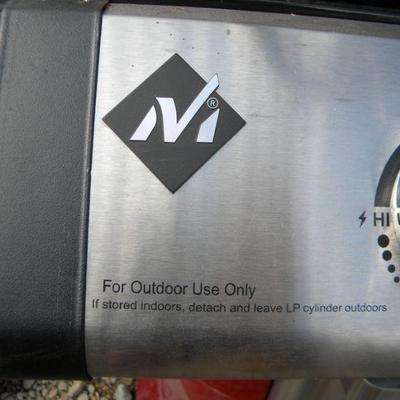 M®
HI
For Outdoor Use Only
If stored indoors, detach and leave LP cylinder outdoors